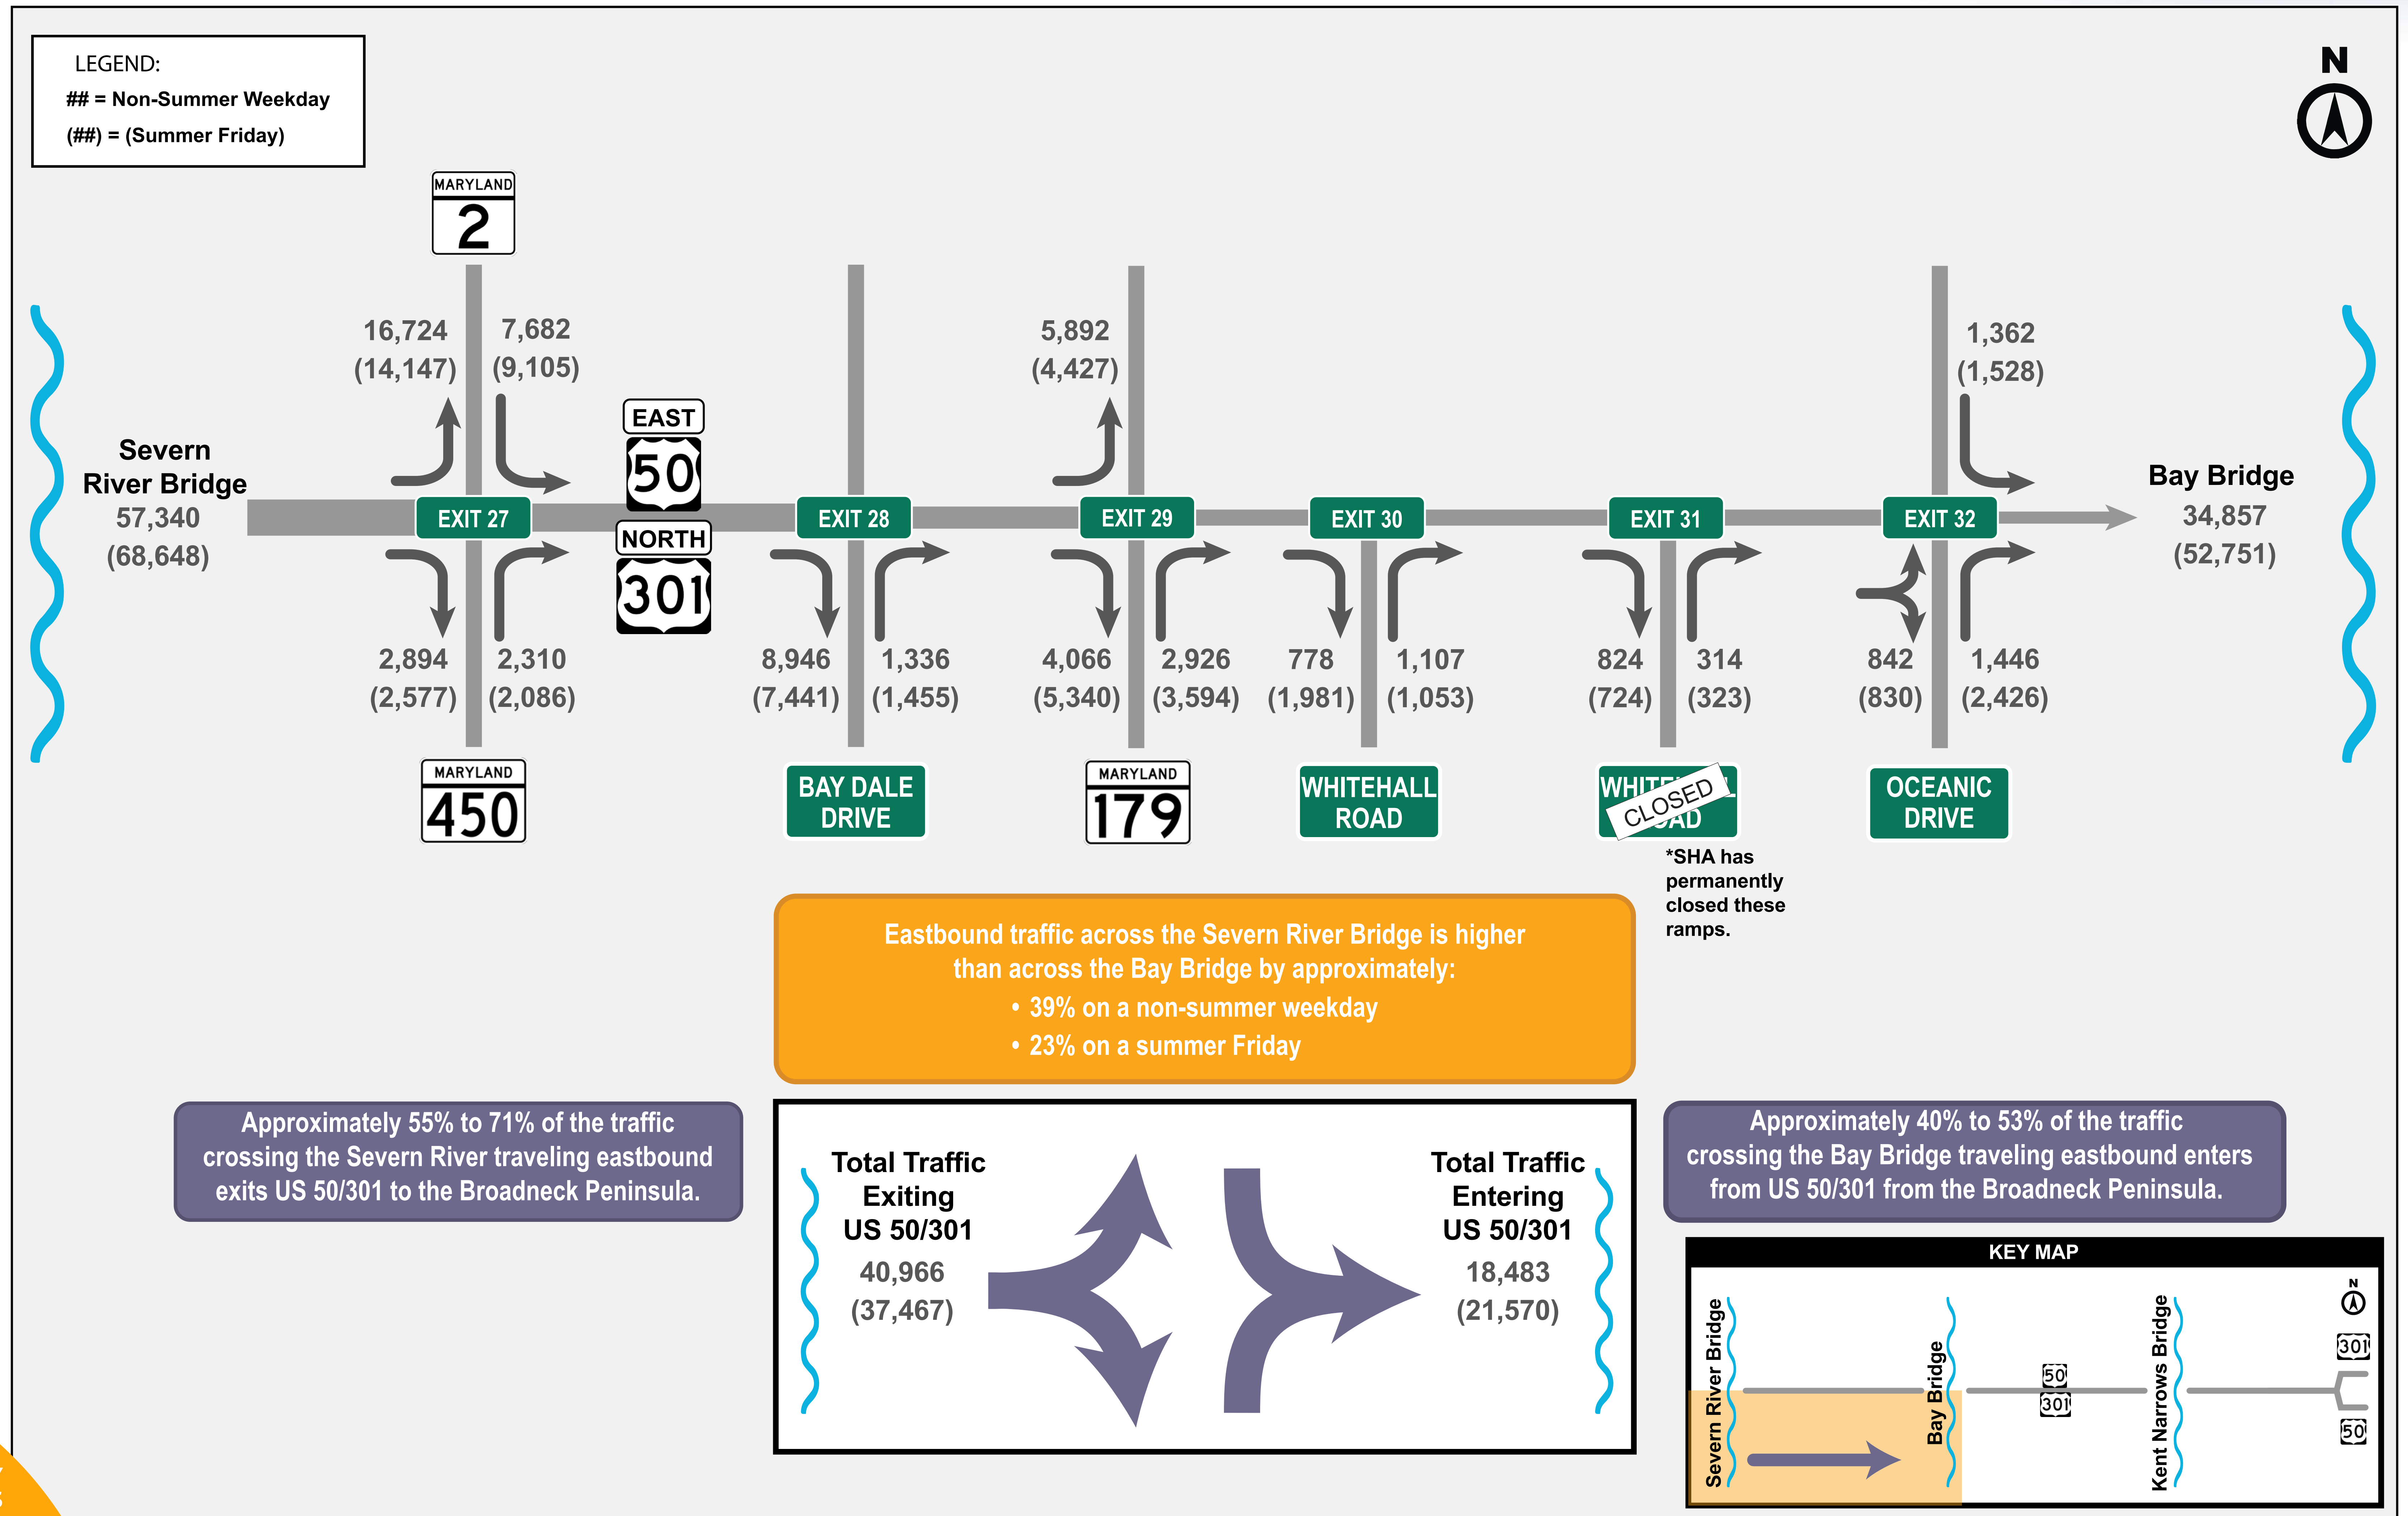 LEGEND:
## = Non-Summer Weekday
(##) = (Summer Friday)
N
MARYLAND
2
16,724
(14,147)
7,682
(9,105)
5,892
(4,427)
1,362
(1,528)
EAST
50
NORTH
301
Severn
River Bridge
57,340
(68,648)
EXIT 27
EXIT 28
EXIT 29
EXIT 30
EXIT 31
EXIT 32
Bay Bridge
34,857
(52,751)
2,894
(2,577)
2,310
(2,086)
8,946
(7,441)
1,336
(1,455)
4,066
(5,340)
2,926
(3,594)
778
(1,981)
1,107
(1,053)
824
(724)
314
(323)
842
(830)
1,446
(2,426)
MARYLAND
450
BAY DALE
DRIVE
MARYLAND
179
WHITEHALL
ROAD
CLOSED
OCEANIC
DRIVE
*SHA has
permanently
closed these
ramps.
Eastbound traffic across the Severn River Bridge is higher
than across the Bay Bridge by approximately:
• 39% on a non-summer weekday
• 23% on a summer Friday
Approximately 55% to 71% of the traffic
crossing the Severn River traveling eastbound
exits US 50/301 to the Broadneck Peninsula.
Total Traffic
Exiting
US 50/301
40,966
(37,467)
Total Traffic
Entering
US 50/301
18,483
(21,570)
Approximately 40% to 53% of the traffic
crossing the Bay Bridge traveling eastbound enters
from US 50/301 from the Broadneck Peninsula.
KEY MAP
Severn River Bridge
Bay Bridge
50
301
Kent Narrows Bridge
N
301
50